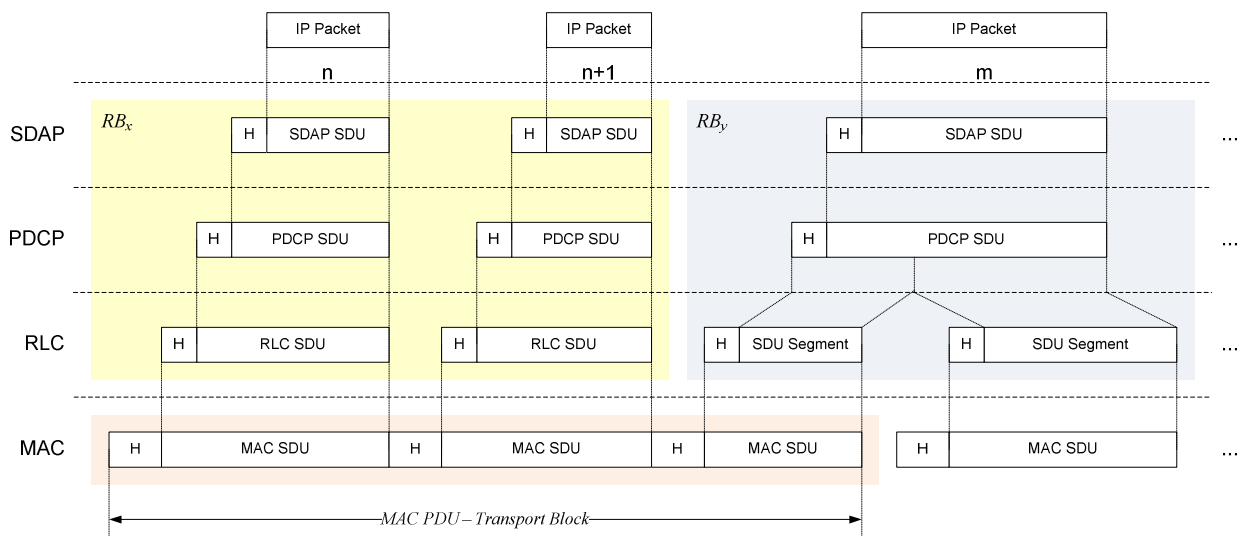 IP Packet IP Packet IP Packet
n n+1 m
RBx RBy
SDAP H SDAP SDU H SDAP SDU H SDAP SDU ...
PDCP H PDCP SDU H PDCP SDU H PDCP SDU ...
RLC H RLC SDU H RLC SDU H SDU Segment H SDU Segment ...
MAC H MAC SDU H MAC SDU H MAC SDU H MAC SDU ...
MAC PDU – Transport Block